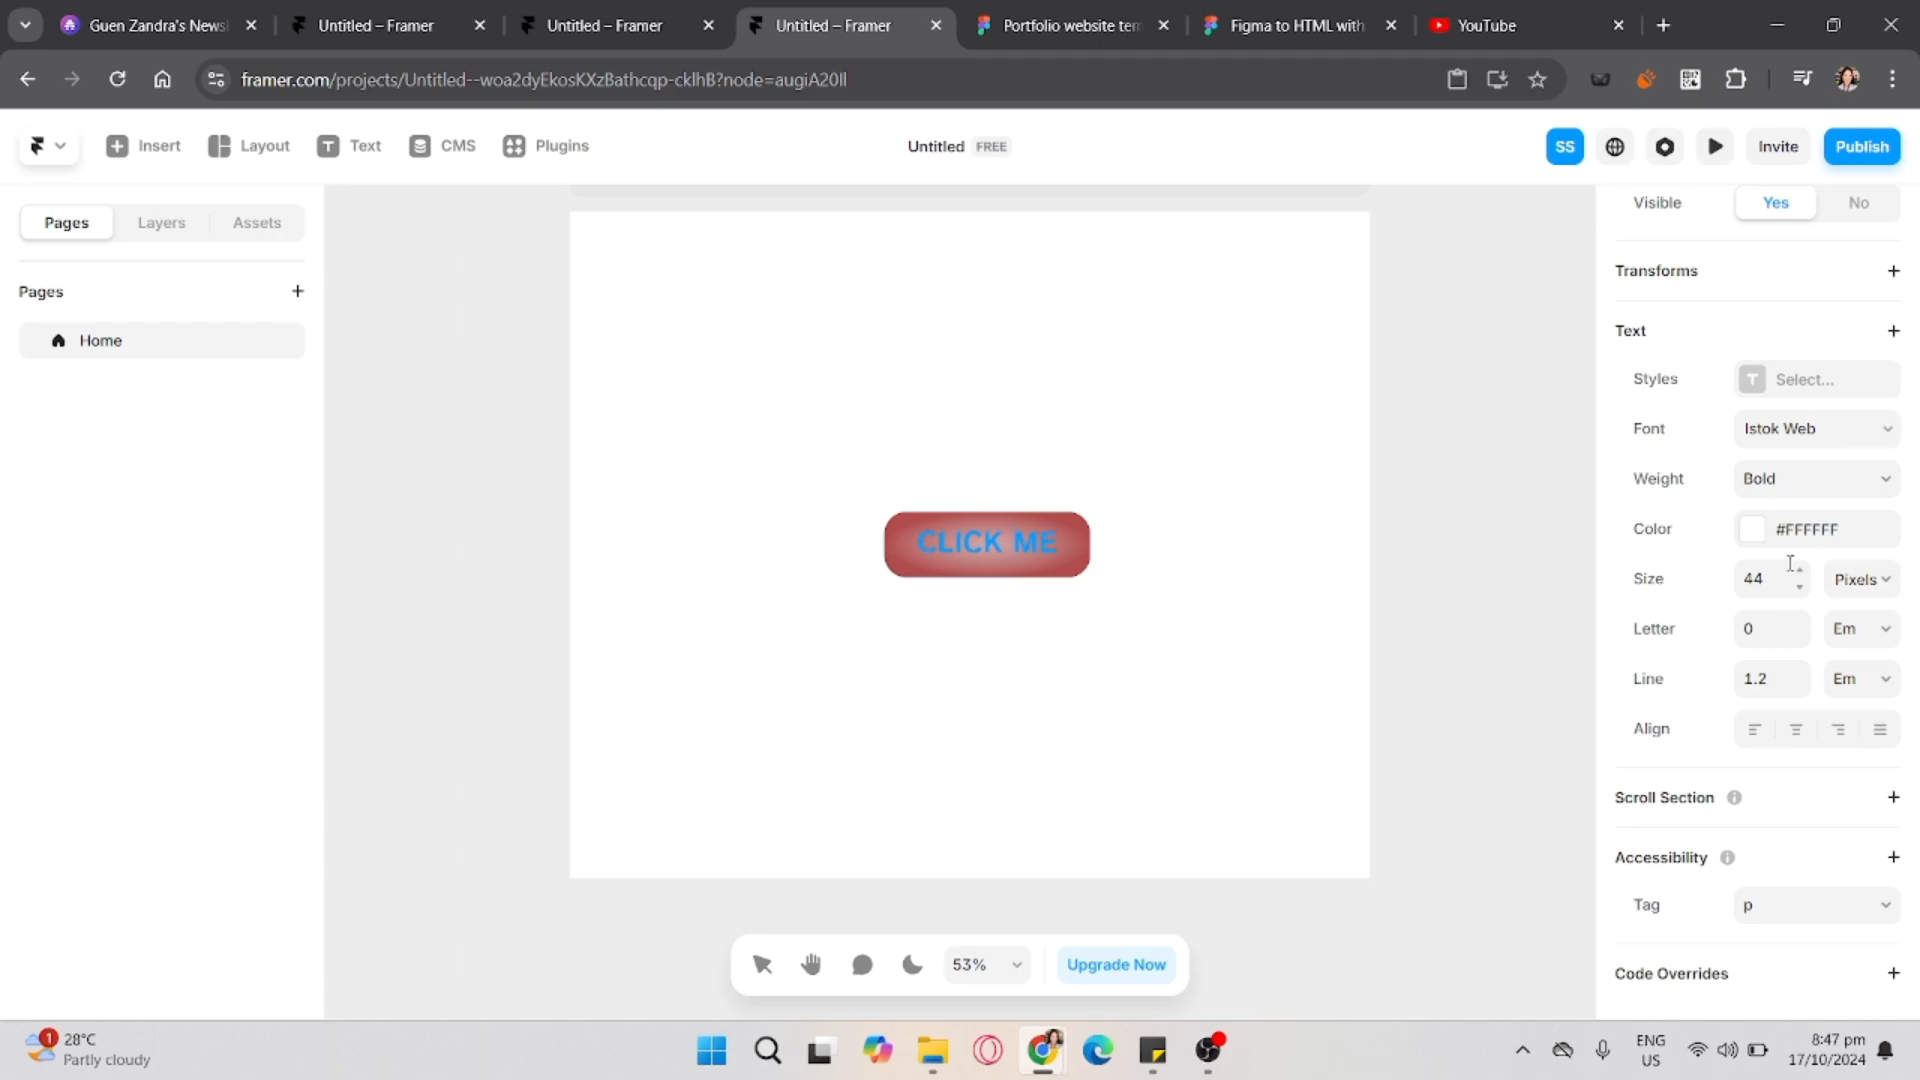 Guen Zandra's Newsl
Untitled – Framer
Untitled – Framer
Untitled – Framer
Portfolio website tem
Figma to HTML with
YouTube
framer.com/projects/Untitled--woa2dyEkosKXzBathcqp-cklhB?node=augiA20Il
Insert
Layout
Text
CMS
Plugins
Untitled FREE
SS
Invite
Publish
Pages
Layers
Assets
Pages
Home
CLICK ME
Visible
Yes
No
Transforms
Text
Styles
Select...
Font
Istok Web
Weight
Bold
Color
#FFFFFF
Size
44
Pixels
Letter
0
Em
Line
1.2
Em
Align
Scroll Section
Accessibility
Tag
p
Code Overrides
53%
Upgrade Now
1
28°C
Partly cloudy
ENG
US
8:47 pm
17/10/2024